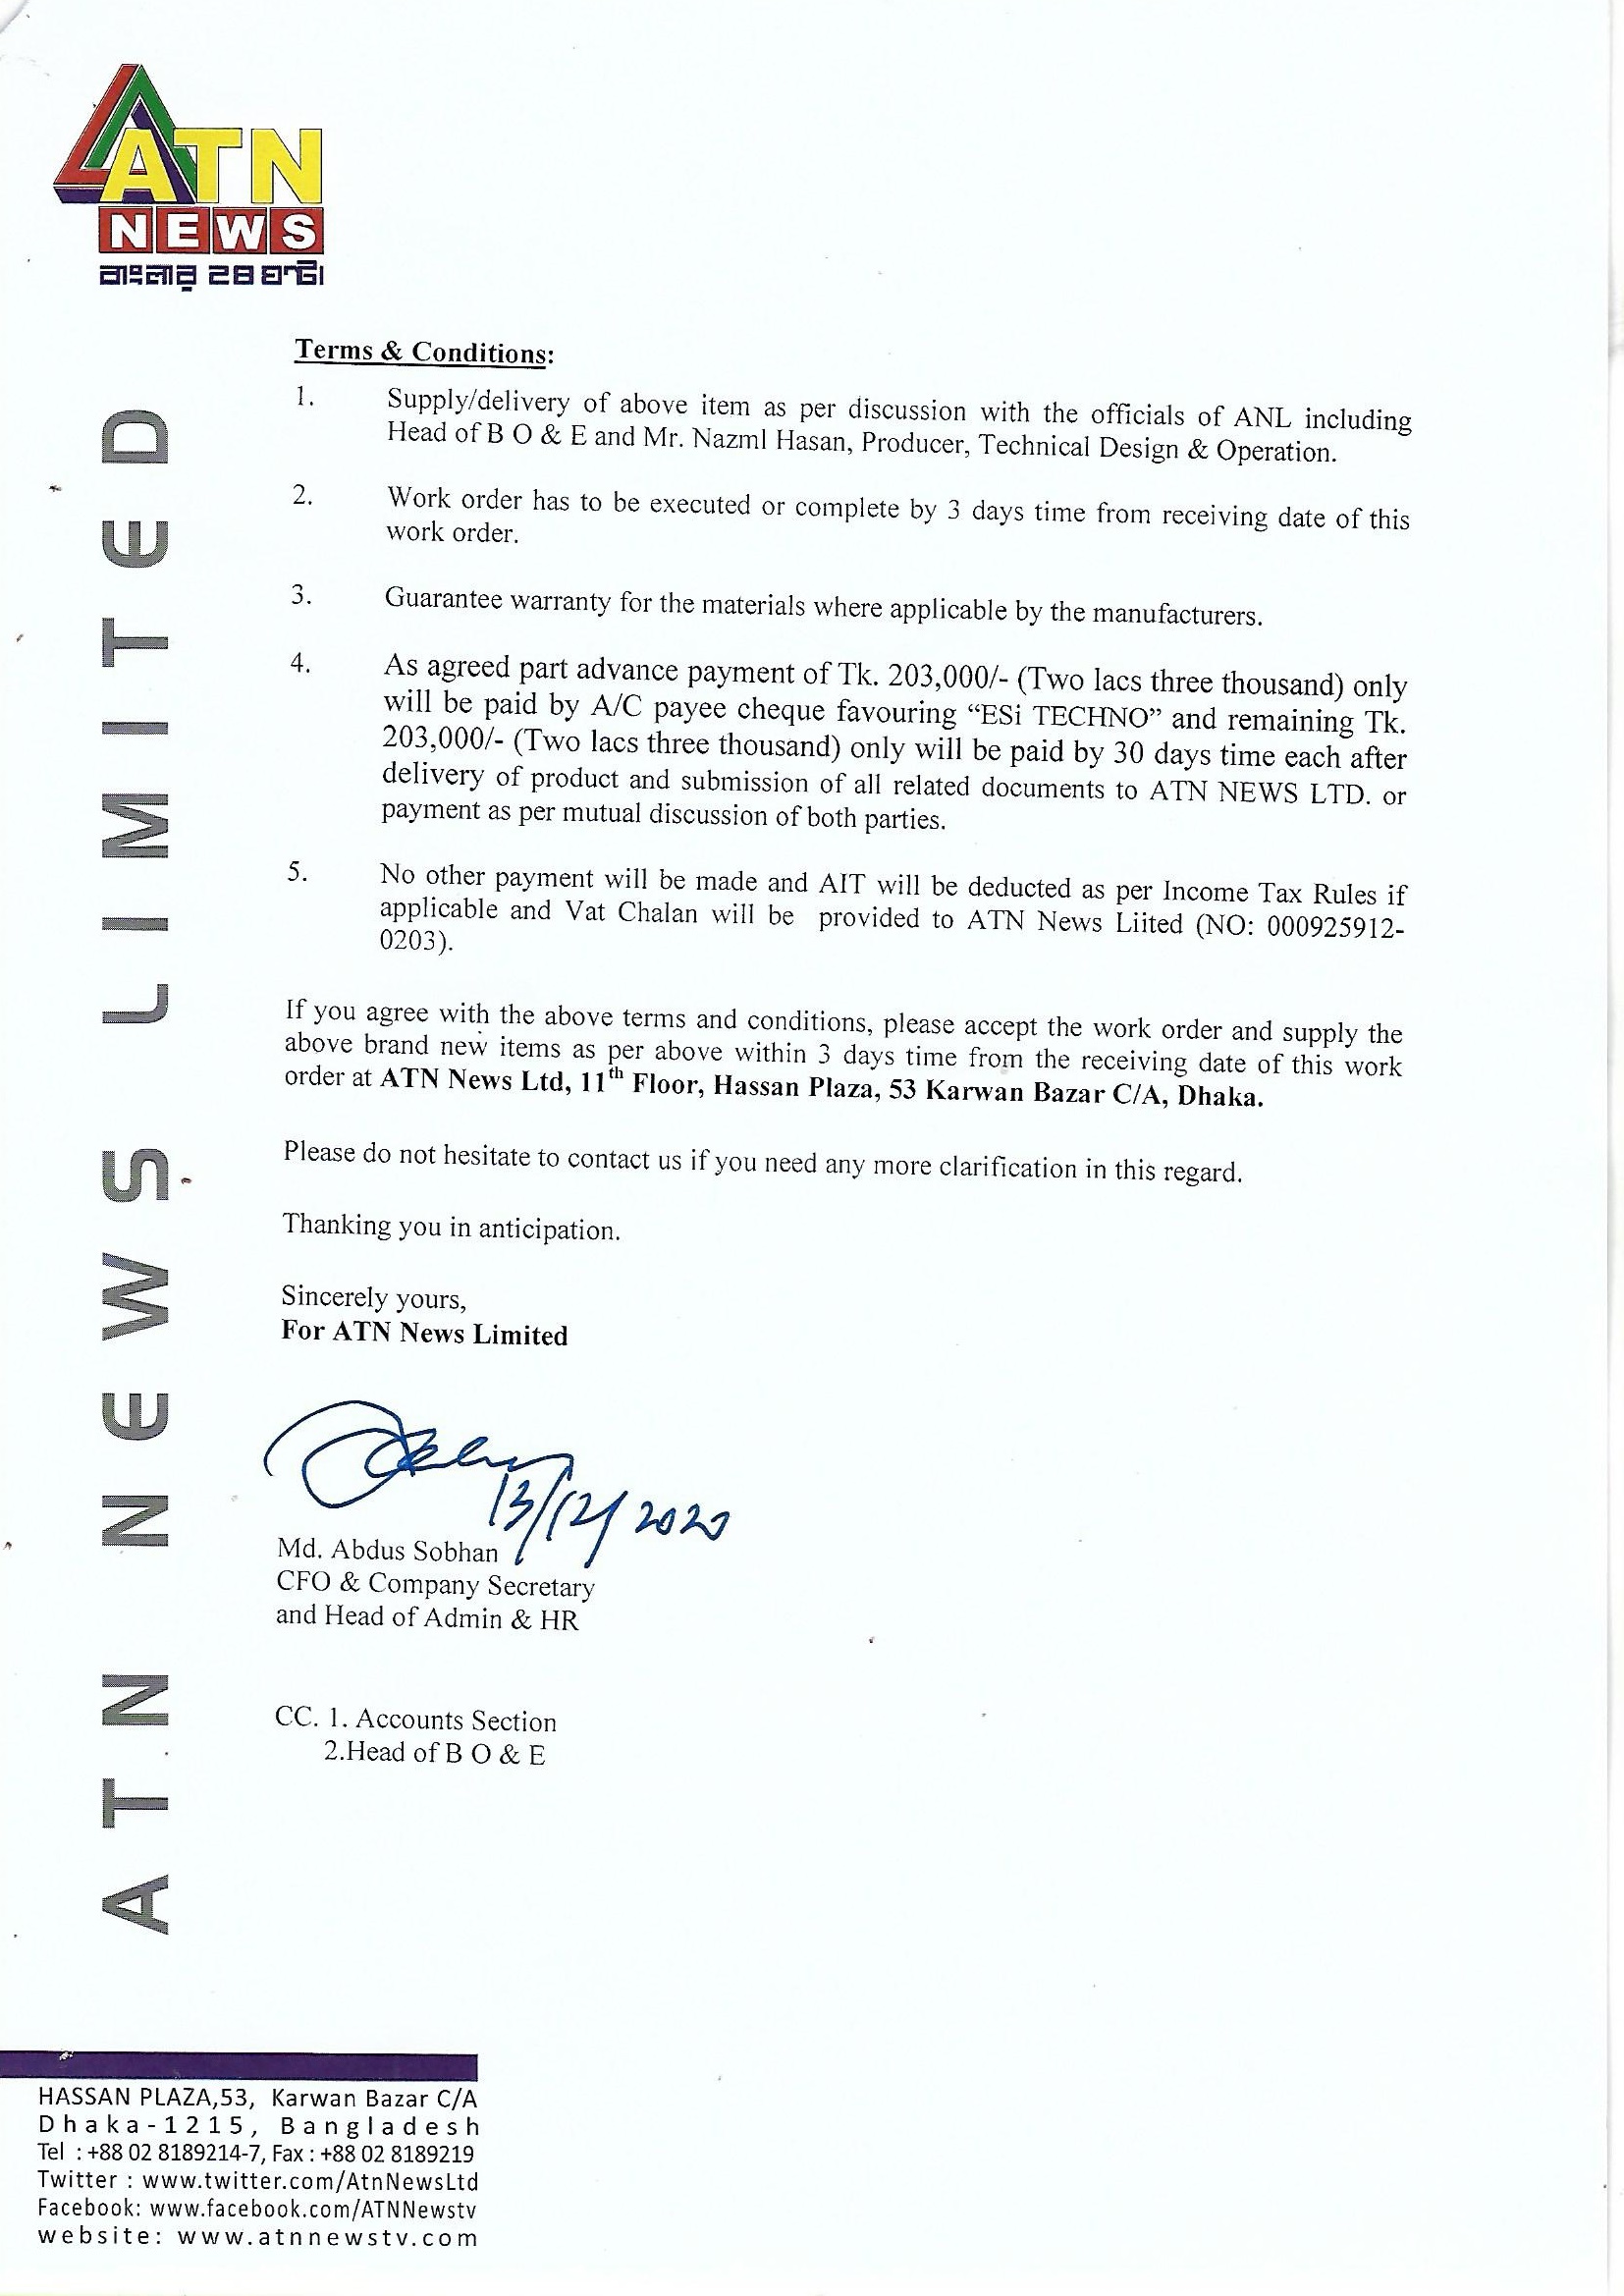 ATN
NEWS
বাংলার ২৪ ঘণ্টা
ATN NEWS LIMITED
Terms & Conditions:
1. Supply/delivery of above item as per discussion with the officials of ANL including
Head of B O & E and Mr. Nazml Hasan, Producer, Technical Design & Operation.
2. Work order has to be executed or complete by 3 days time from receiving date of this
work order.
3. Guarantee warranty for the materials where applicable by the manufacturers.
4. As agreed part advance payment of Tk. 203,000/- (Two lacs three thousand) only
will be paid by A/C payee cheque favouring “ESi TECHNO” and remaining Tk.
203,000/- (Two lacs three thousand) only will be paid by 30 days time each after
delivery of product and submission of all related documents to ATN NEWS LTD. or
payment as per mutual discussion of both parties.
5. No other payment will be made and AIT will be deducted as per Income Tax Rules if
applicable and Vat Chalan will be provided to ATN News Liited (NO: 000925912-
0203).
If you agree with the above terms and conditions, please accept the work order and supply the
above brand new items as per above within 3 days time from the receiving date of this work
order at ATN News Ltd, 11th Floor, Hassan Plaza, 53 Karwan Bazar C/A, Dhaka.
Please do not hesitate to contact us if you need any more clarification in this regard.
Thanking you in anticipation.
Sincerely yours,
For ATN News Limited
13/12/2020
Md. Abdus Sobhan
CFO & Company Secretary
and Head of Admin & HR
CC. 1. Accounts Section
2.Head of B O & E
HASSAN PLAZA,53, Karwan Bazar C/A
Dhaka-1215, Bangladesh
Tel : +88 02 8189214-7, Fax : +88 02 8189219
Twitter : www.twitter.com/AtnNewsLtd
Facebook: www.facebook.com/ATNNewstv
website: www.atnnewstv.com